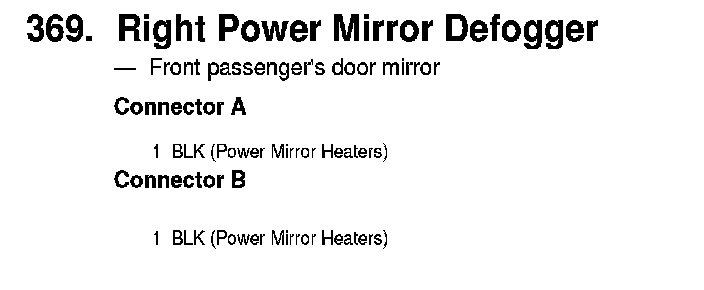 369. Right Power Mirror Defogger
— Front passenger's door mirror
Connector A
1 BLK (Power Mirror Heaters)
Connector B
1 BLK (Power Mirror Heaters)